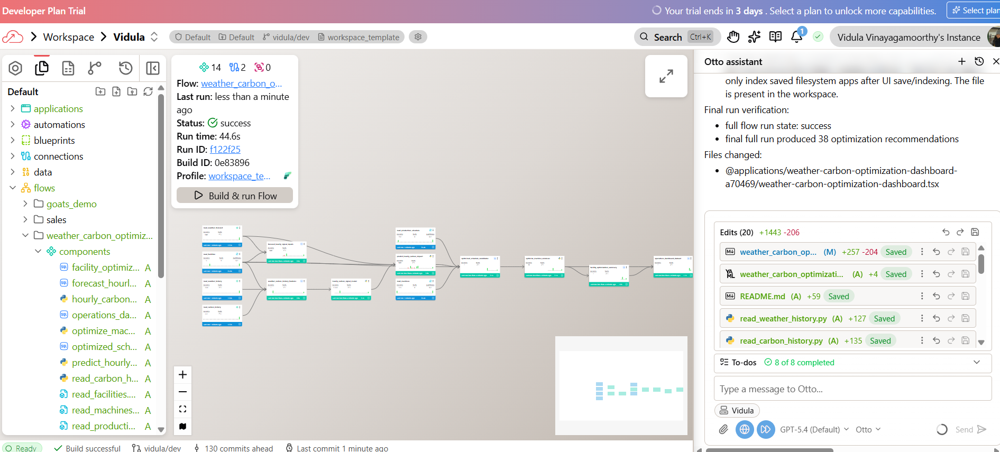 Developer Plan Trial
Your trial ends in 3 days . Select a plan to unlock more capabilities.
Select plan
Workspace
Vidula
Default
Default
vidula/dev
workspace_template
Search
Ctrl+K
1
Vidula Vinayagamoorthy's Instance
Default
applications
automations
blueprints
connections
data
flows
goats_demo
sales
weather_carbon_optimiz...
components
facility_optimiz... A
forecast_hourl... A
hourly_carbon... A
operations_da... A
optimize_mac... A
optimized_sch... A
predict_hourly... A
read_carbon_h... A
read_facilities.... A
read_machines... A
read_producti... A
14 2 0
Flow: weather_carbon_o...
Last run: less than a minute
ago
Status: success
Run time: 44.6s
Run ID: f122f25
Build ID: 0e83896
Profile: workspace_te...
Build & run Flow
Otto assistant
only index saved filesystem apps after UI save/indexing. The file
is present in the workspace.
Final run verification:
• full flow run state: success
• final full run produced 38 optimization recommendations
Files changed:
• @applications/weather-carbon-optimization-dashboard-
a70469/weather-carbon-optimization-dashboard.tsx
Edits (20) +1443 -206
weather_carbon_op... (M) +257 -204 Saved
YAML weather_carbon_optimizati... (A) +4 Saved
README.md (A) +59 Saved
read_weather_history.py (A) +127 Saved
read_carbon_history.py (A) +135 Saved
To-dos 8 of 8 completed
Type a message to Otto...
Vidula
GPT-5.4 (Default)
Otto
Send
Ready
Build successful
vidula/dev
130 commits ahead
Last commit 1 minute ago